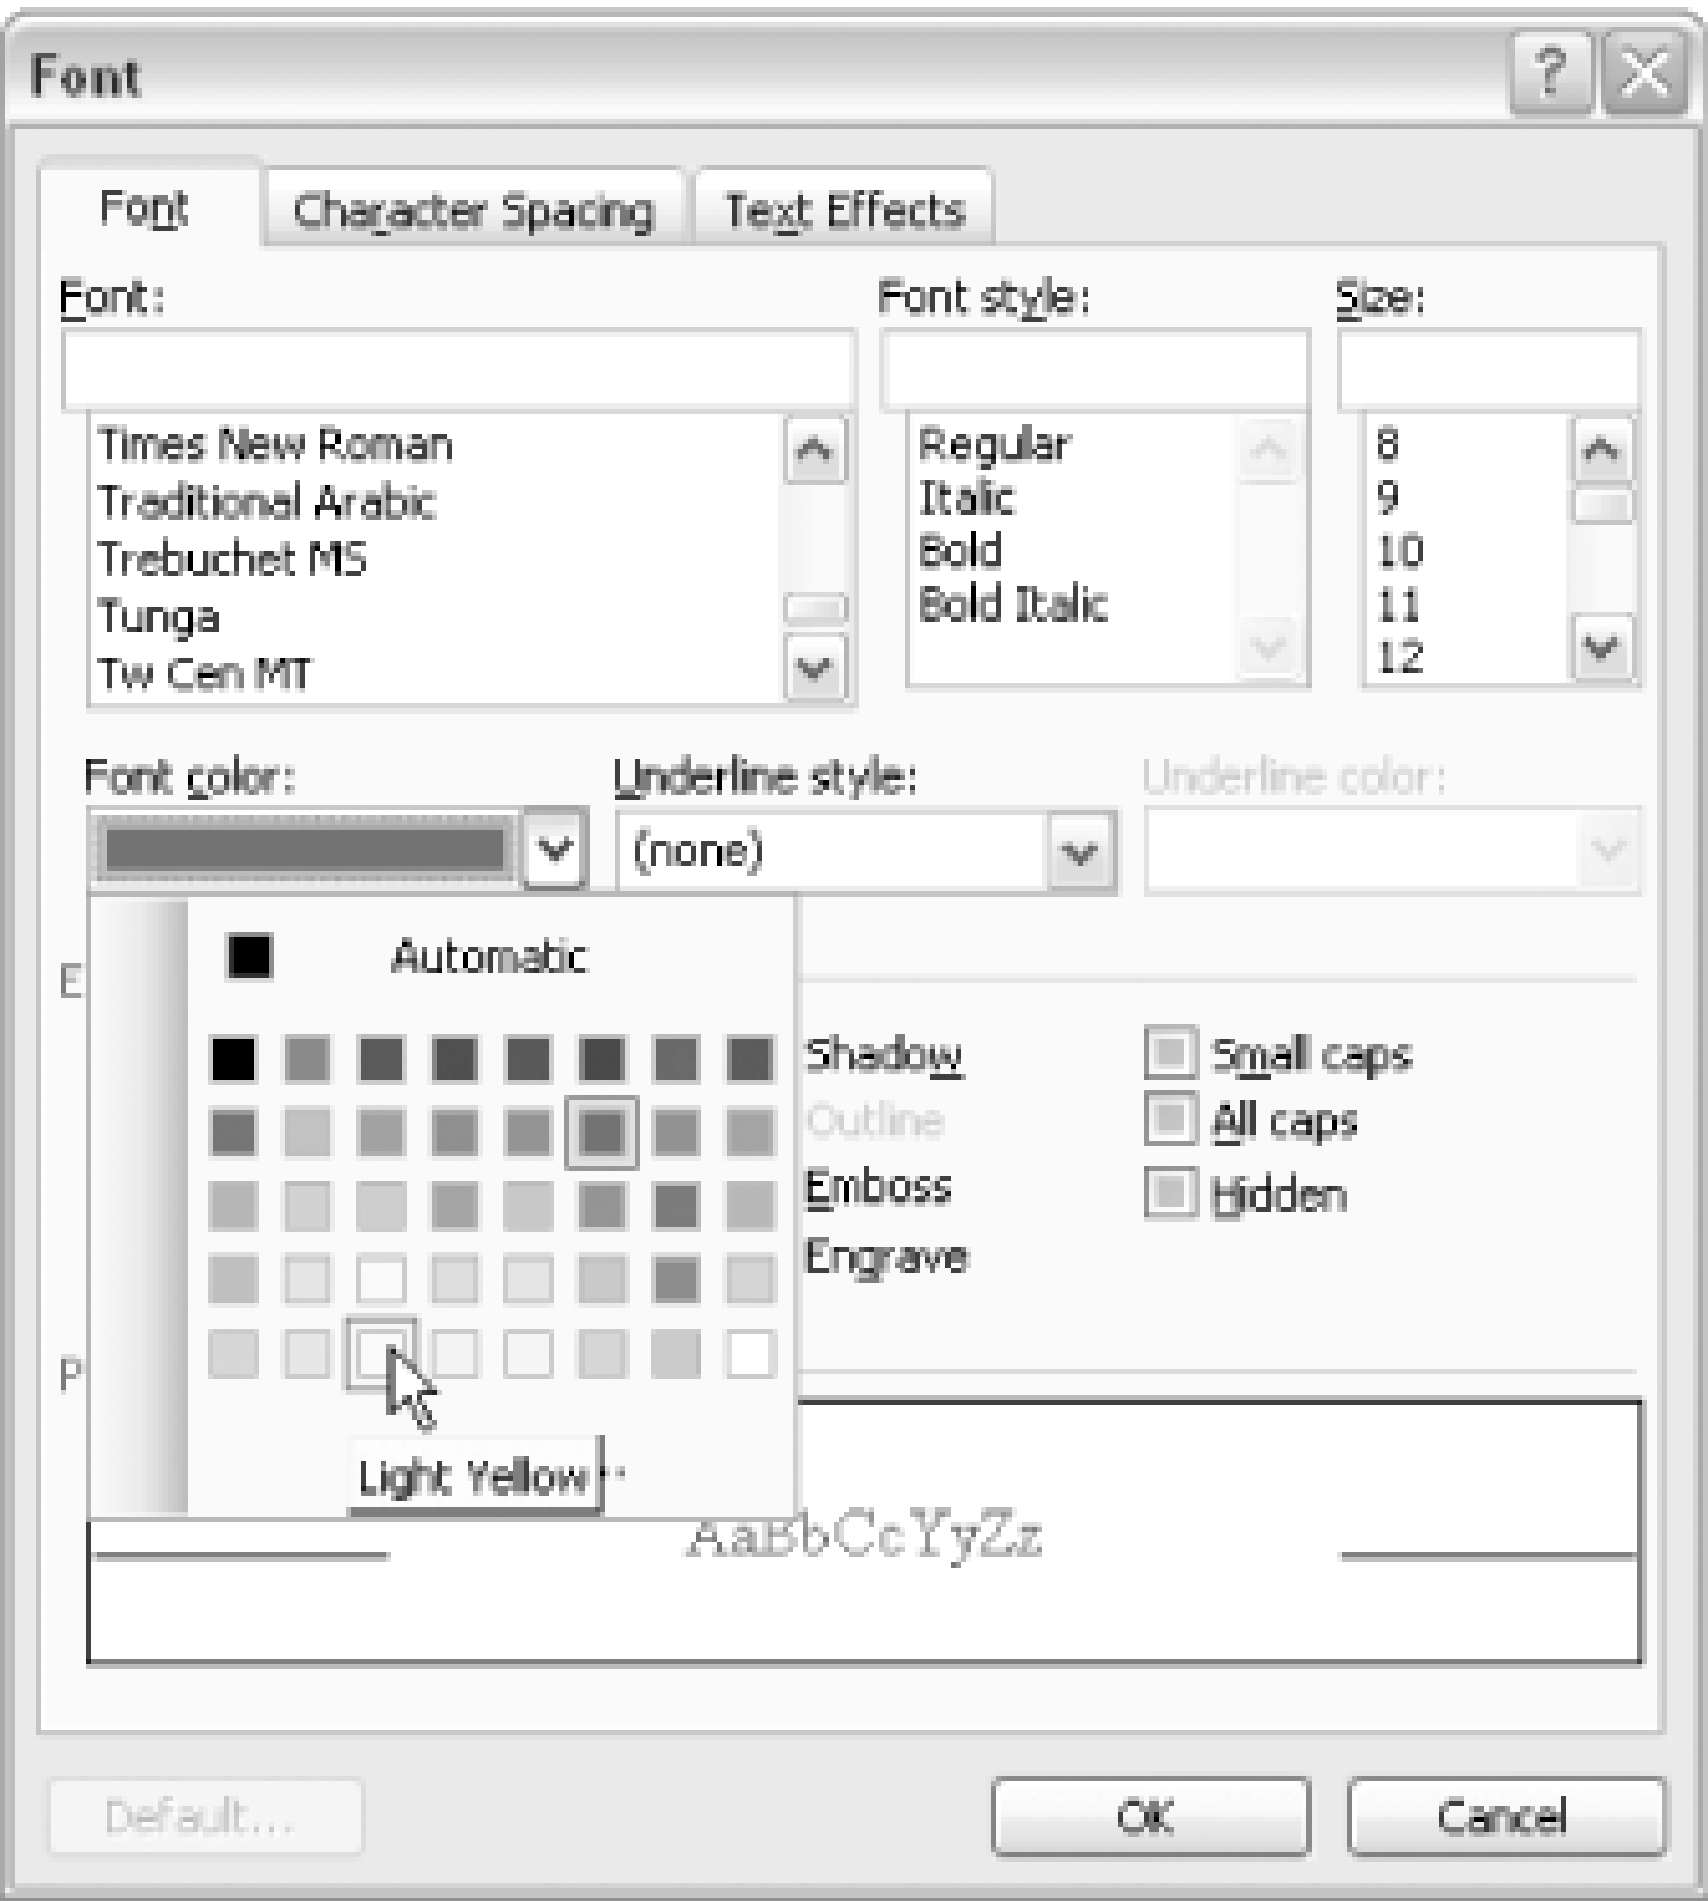 Font
Font Character Spacing Text Effects
Font: Font style: Size:
Times New Roman Regular 8
Traditional Arabic Italic 9
Trebuchet MS Bold 10
Tunga Bold Italic 11
Tw Cen MT 12
Font color: Underline style: Underline color:
(none)
Automatic
E
Shadow Small caps
Outline All caps
Emboss Hidden
Engrave
P
Light Yellow
AaBbCcYyZz
Default... OK Cancel